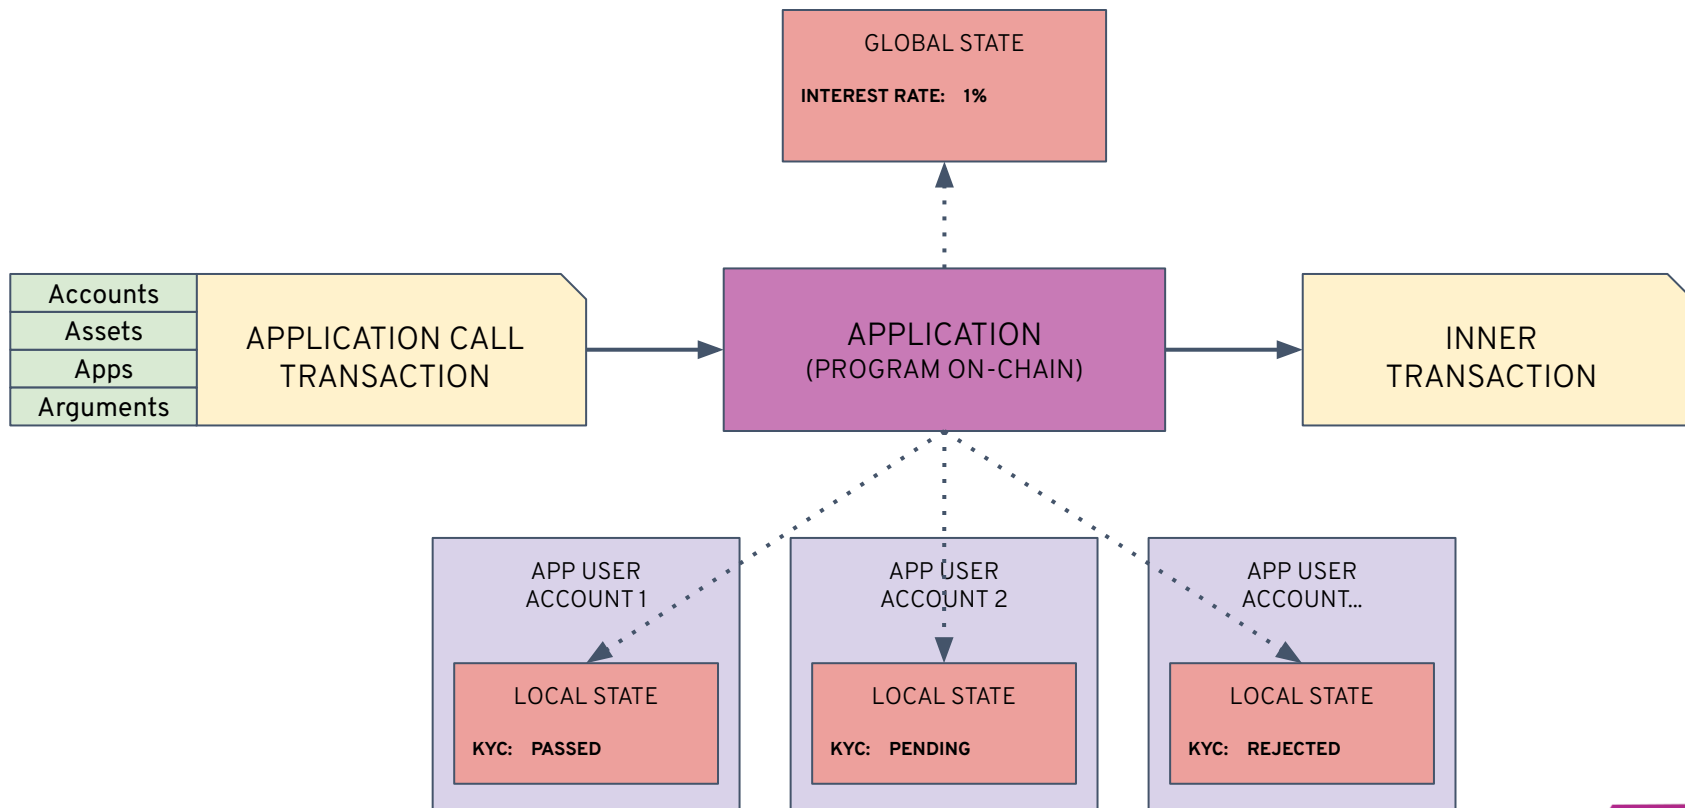 GLOBAL STATE
INTEREST RATE: 1%
Accounts
Assets
Apps
Arguments
APPLICATION CALL
TRANSACTION
APPLICATION
(PROGRAM ON-CHAIN)
INNER
TRANSACTION
APP USER
ACCOUNT 1
LOCAL STATE
KYC: PASSED
APP USER
ACCOUNT 2
LOCAL STATE
KYC: PENDING
APP USER
ACCOUNT...
LOCAL STATE
KYC: REJECTED